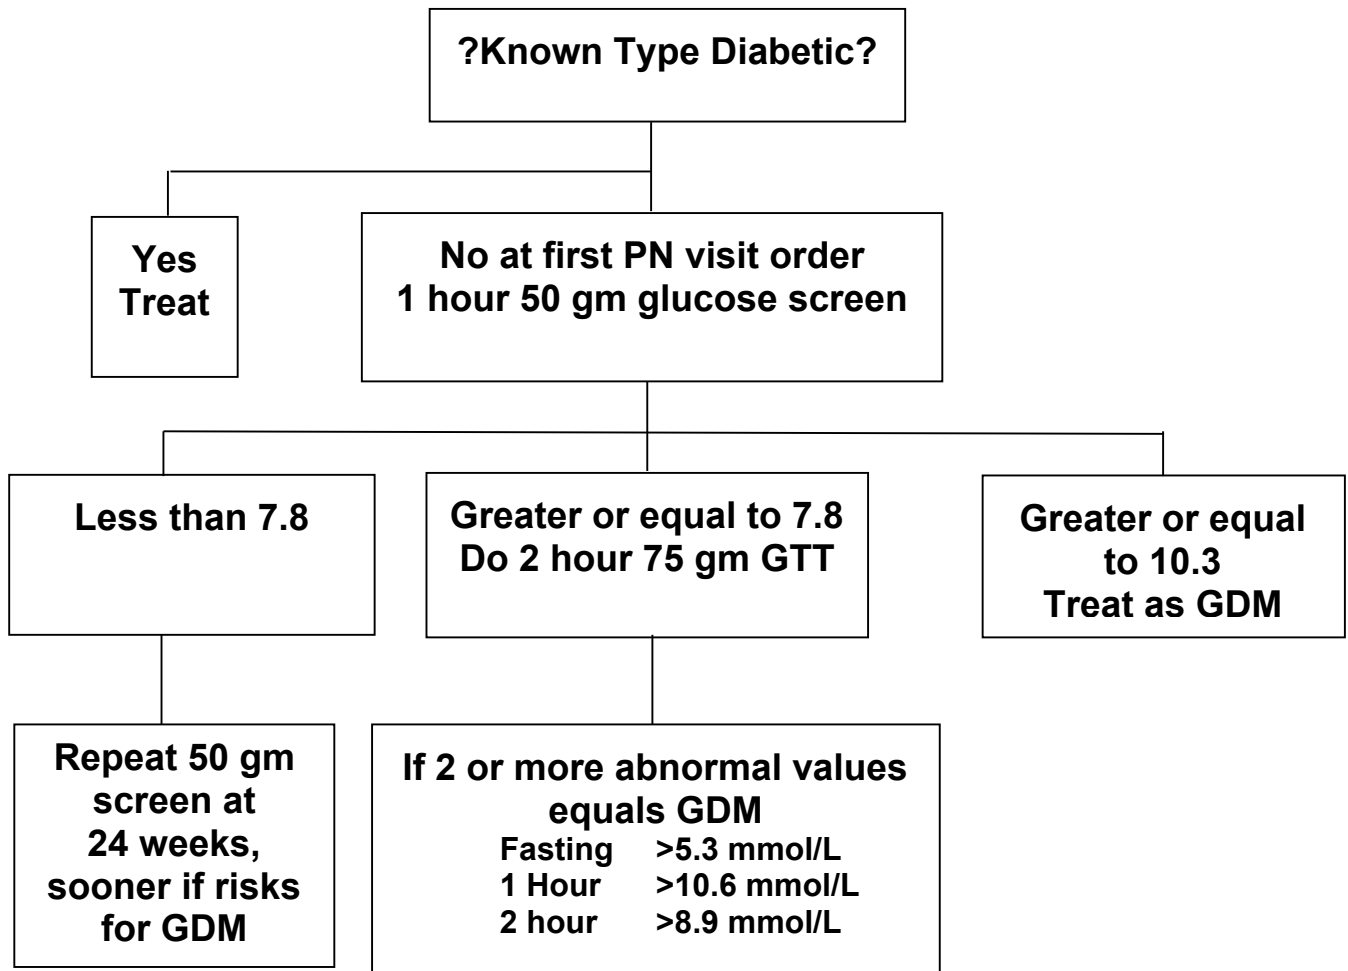 ?Known Type Diabetic?
Yes
Treat
No at first PN visit order
1 hour 50 gm glucose screen
Less than 7.8
Greater or equal to 7.8
Do 2 hour 75 gm GTT
Greater or equal
to 10.3
Treat as GDM
Repeat 50 gm
screen at
24 weeks,
sooner if risks
for GDM
If 2 or more abnormal values
equals GDM
Fasting >5.3 mmol/L
1 Hour >10.6 mmol/L
2 hour >8.9 mmol/L